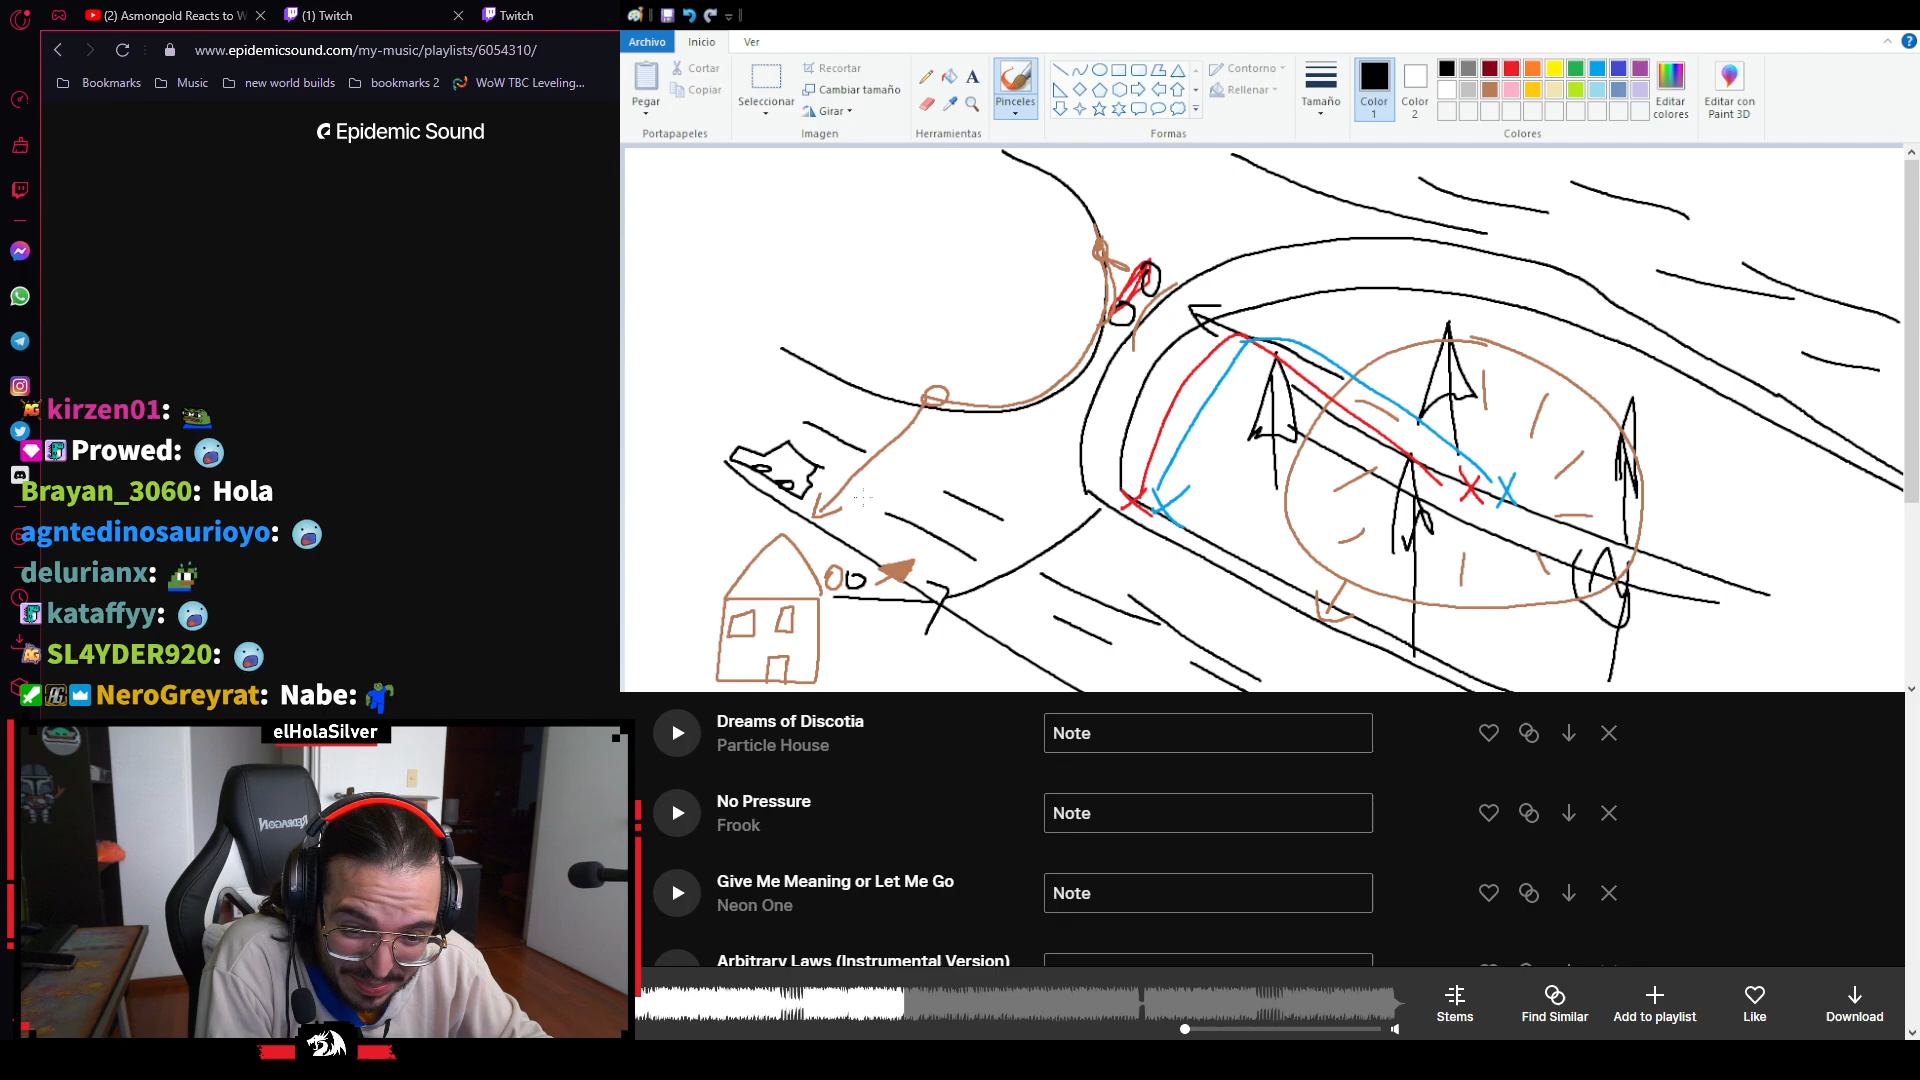 (2) Asmongold Reacts to W
(1) Twitch
Twitch
www.epidemicsound.com/my-music/playlists/6054310/
Bookmarks
Music
new world builds
bookmarks 2
WoW TBC Leveling...
Epidemic Sound
Archivo
Inicio
Ver
Pegar
Cortar
Copiar
Portapapeles
Seleccionar
Recortar
Cambiar tamaño
Girar
Imagen
Herramientas
Pinceles
Formas
Contorno
Rellenar
Tamaño
Color 1
Color 2
Colores
Editar colores
Editar con Paint 3D
kirzen01:
Prowed:
Brayan_3060: Hola
agntedinosaurioyo:
delurianx:
kataffyy:
SL4YDER920:
NeroGreyrat: Nabe:
elHolaSilver
REDRAGON
Dreams of Discotia
Particle House
Note
No Pressure
Frook
Note
Give Me Meaning or Let Me Go
Neon One
Note
Arbitrary Laws (Instrumental Version)
Stems
Find Similar
Add to playlist
Like
Download